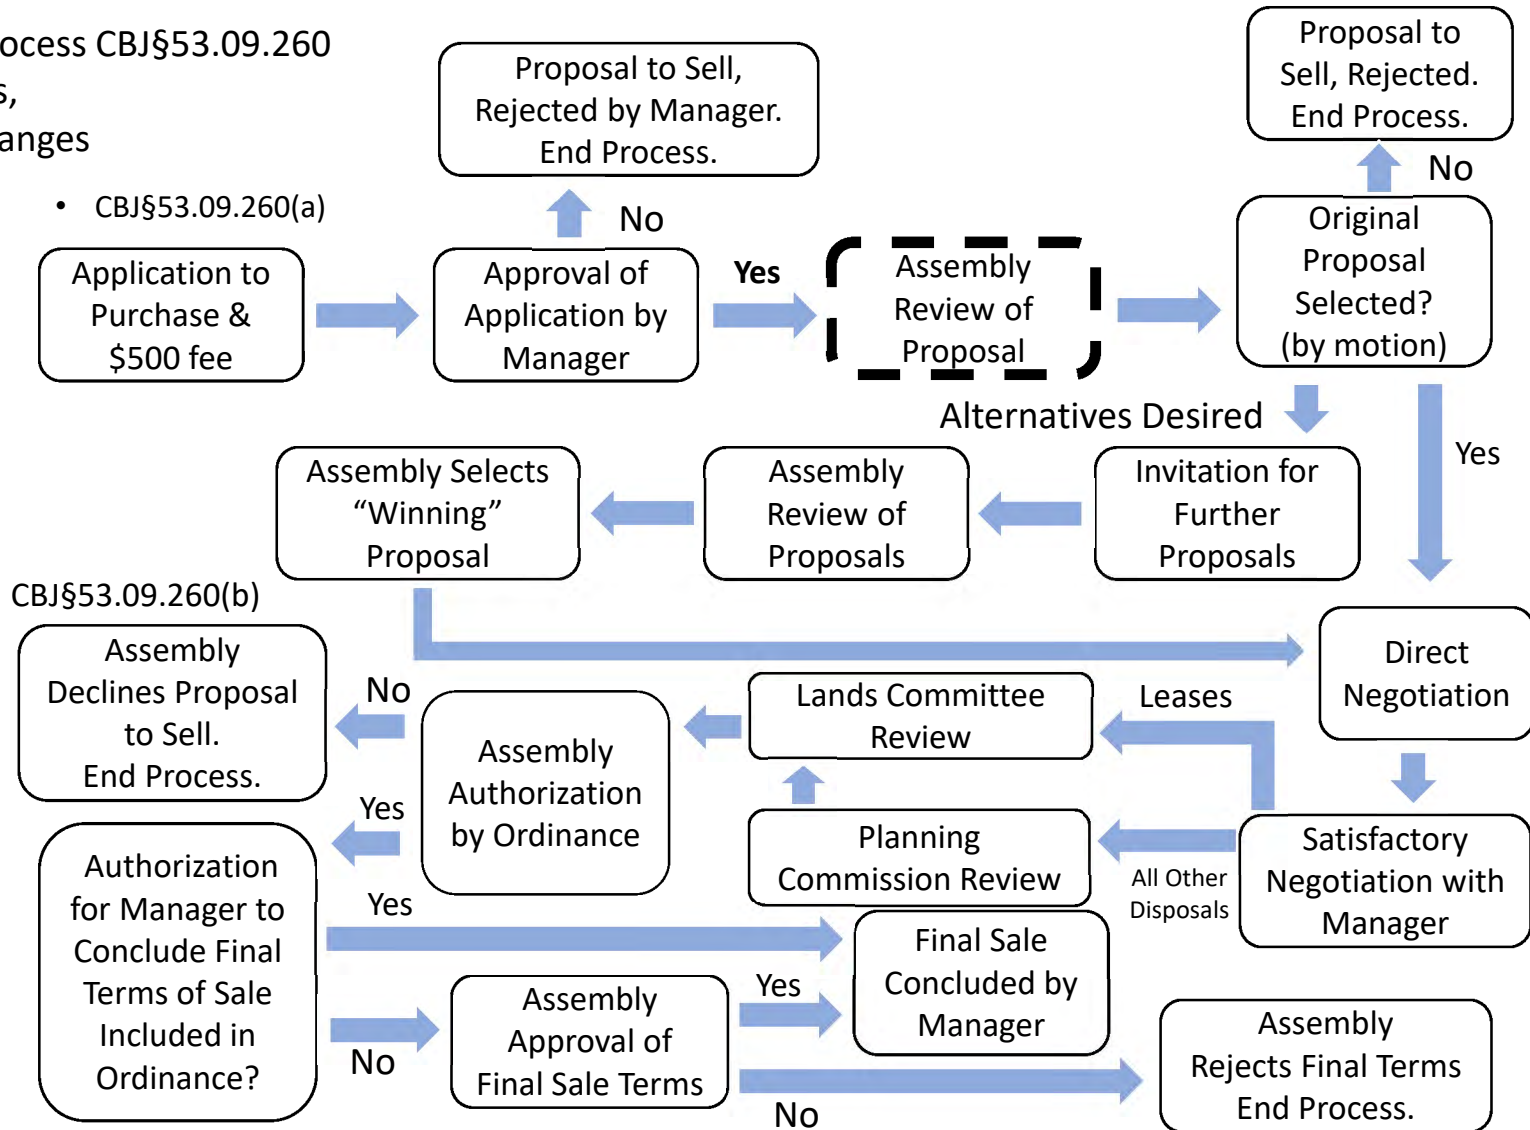 ocess CBJ§53.09.260
s,
anges
• CBJ§53.09.260(a)
Proposal to Sell,
Rejected by Manager.
End Process.
Proposal to
Sell, Rejected.
End Process.
No
No
Application to
Purchase &
$500 fee
Approval of
Application by
Manager
Yes
Assembly
Review of
Proposal
Original
Proposal
Selected?
(by motion)
Alternatives Desired
Yes
Assembly Selects
“Winning”
Proposal
Assembly
Review of
Proposals
Invitation for
Further
Proposals
CBJ§53.09.260(b)
Assembly
Declines Proposal
to Sell.
End Process.
No
Assembly
Authorization
by Ordinance
Lands Committee
Review
Leases
Direct
Negotiation
Yes
Planning
Commission Review
All Other
Disposals
Satisfactory
Negotiation with
Manager
Authorization
for Manager to
Conclude Final
Terms of Sale
Included in
Ordinance?
Yes
Final Sale
Concluded by
Manager
No
Assembly
Approval of
Final Sale Terms
Yes
No
Assembly
Rejects Final Terms
End Process.